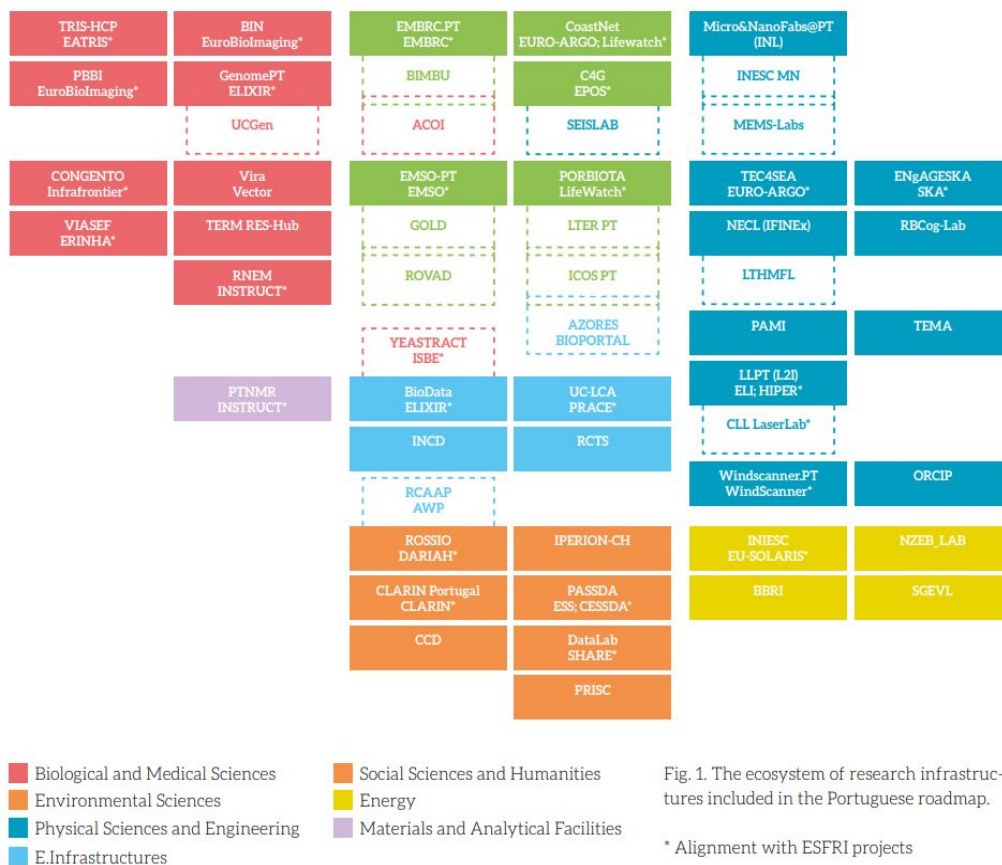 TRIS-HCP
EATRIS*
BIN
EuroBioImaging*
EMBRC.PT
EMBRC*
CoastNet
EURO-ARGO; Lifewatch*
Micro&NanoFabs@PT
(INL)
PBBI
EuroBioImaging*
GenomePT
ELIXIR*
BIMBU
C4G
EPOS*
INESC MN
UCGen
ACOI
SEISLAB
MEMS-Labs
CONGENTO
Infrafrontier*
Vira
Vector
EMSO-PT
EMSO*
PORBIOTA
LifeWatch*
TEC4SEA
EURO-ARGO*
ENgAGESKA
SKA*
VIASEF
ERINHA*
TERM RES-Hub
GOLD
LTER PT
NECL (IFINEx)
RBCog-Lab
RNEM
INSTRUCT*
ROVAD
ICOS PT
LTHMFL
AZORES
BIOPORTAL
PAMI
TEMA
YEASTRACT
ISBE*
PTNMR
INSTRUCT*
BioData
ELIXIR*
UC-LCA
PRACE*
LLPT (L2I)
ELI; HIPER*
INCD
RCTS
CLL LaserLab*
RCAAP
AWP
Windscanner.PT
WindScanner*
ORCIP
ROSSIO
DARIAH*
IPERION-CH
INIESC
EU-SOLARIS*
NZEB_LAB
CLARIN Portugal
CLARIN*
PASSDA
ESS; CESSDA*
BBRI
SGEVL
CCD
DataLab
SHARE*
PRISC
Biological and Medical Sciences
Environmental Sciences
Physical Sciences and Engineering
E.Infrastructures
Social Sciences and Humanities
Energy
Materials and Analytical Facilities
Fig. 1. The ecosystem of research infrastruc-
tures included in the Portuguese roadmap.
* Alignment with ESFRI projects